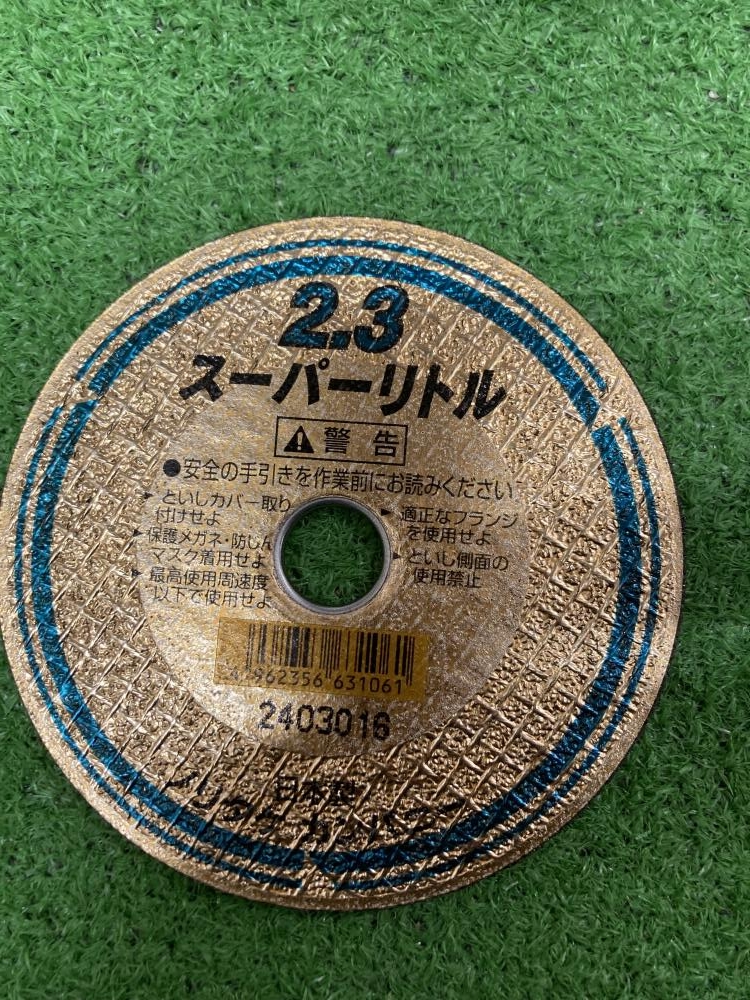 2.3
スーパーリトル
警告
●安全の手引きを作業前にお読みください
といしカバー取り
付けせよ
保護メガネ・防じん
マスク着用せよ
最高使用周速度
以下で使用せよ
適正なフランジ
を使用せよ
といし側面の
使用禁止
4 962356 631061
2403016
日本製